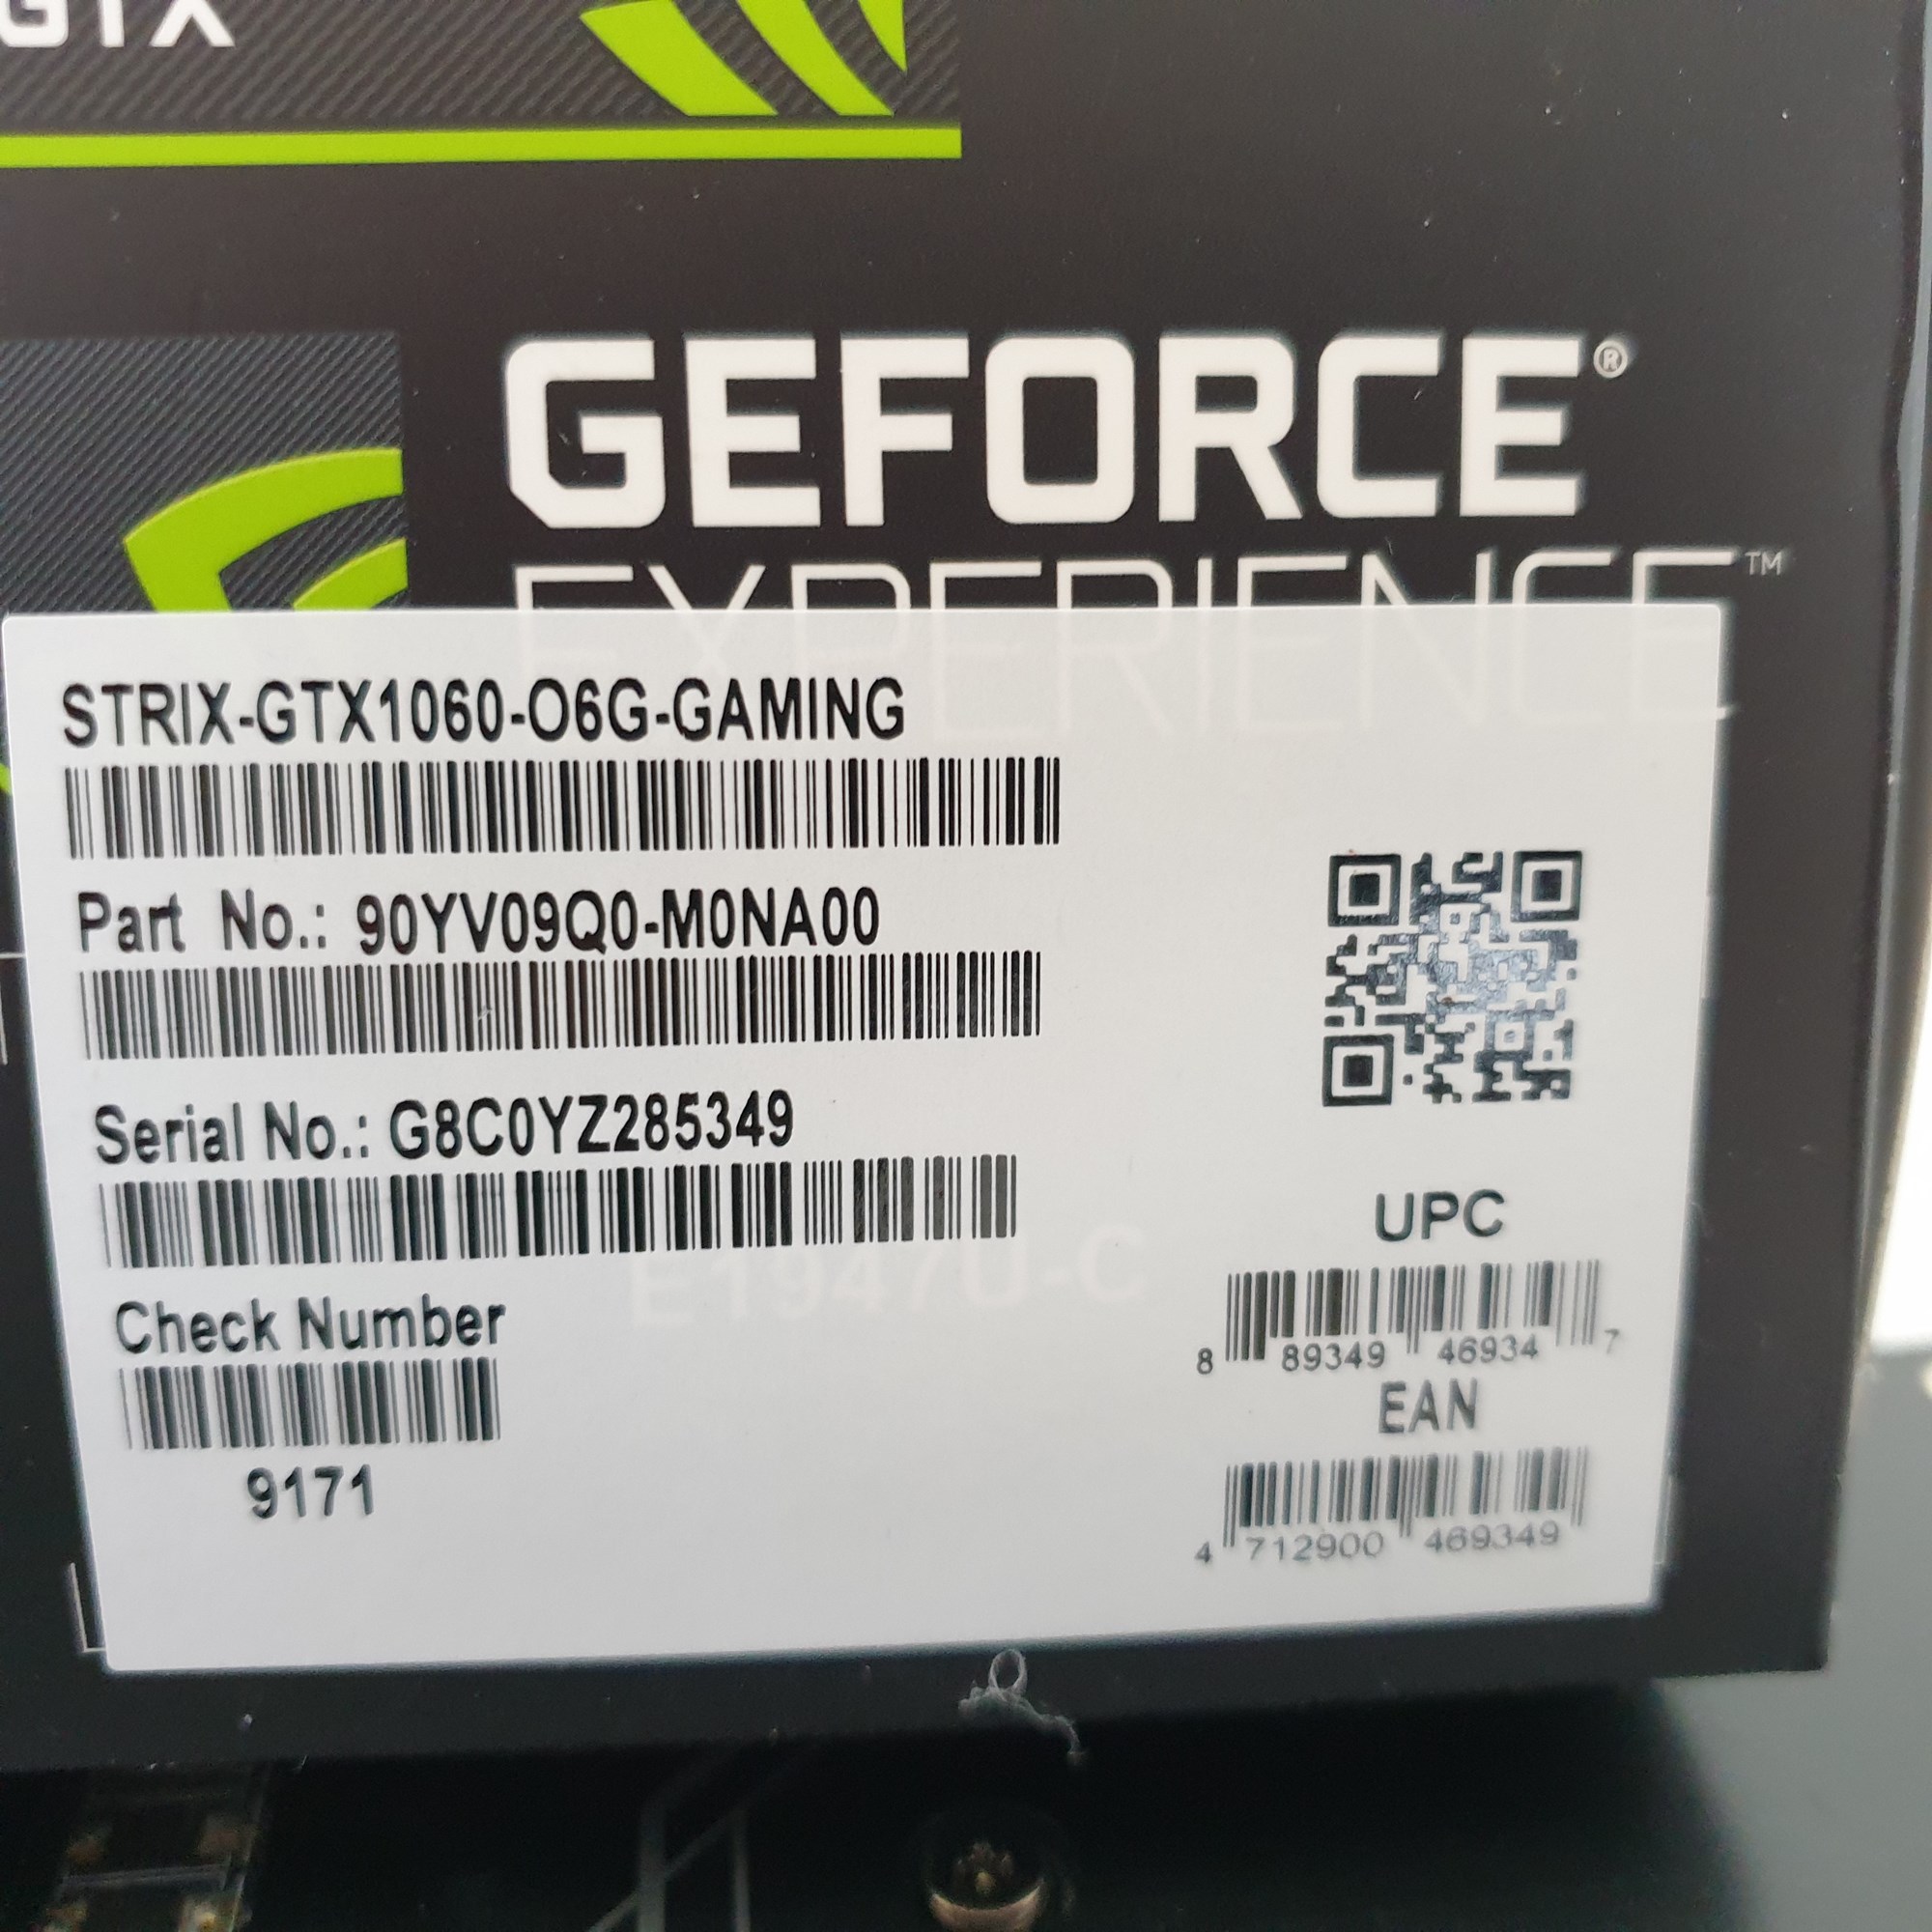 GTX
GEFORCE®
EXPERIENCE™
STRIX-GTX1060-O6G-GAMING
Part No.: 90YV09Q0-M0NA00
Serial No.: G8C0YZ285349
E1947U-C
Check Number
9171
UPC
8 89349 46934 7
EAN
4 712900 469349